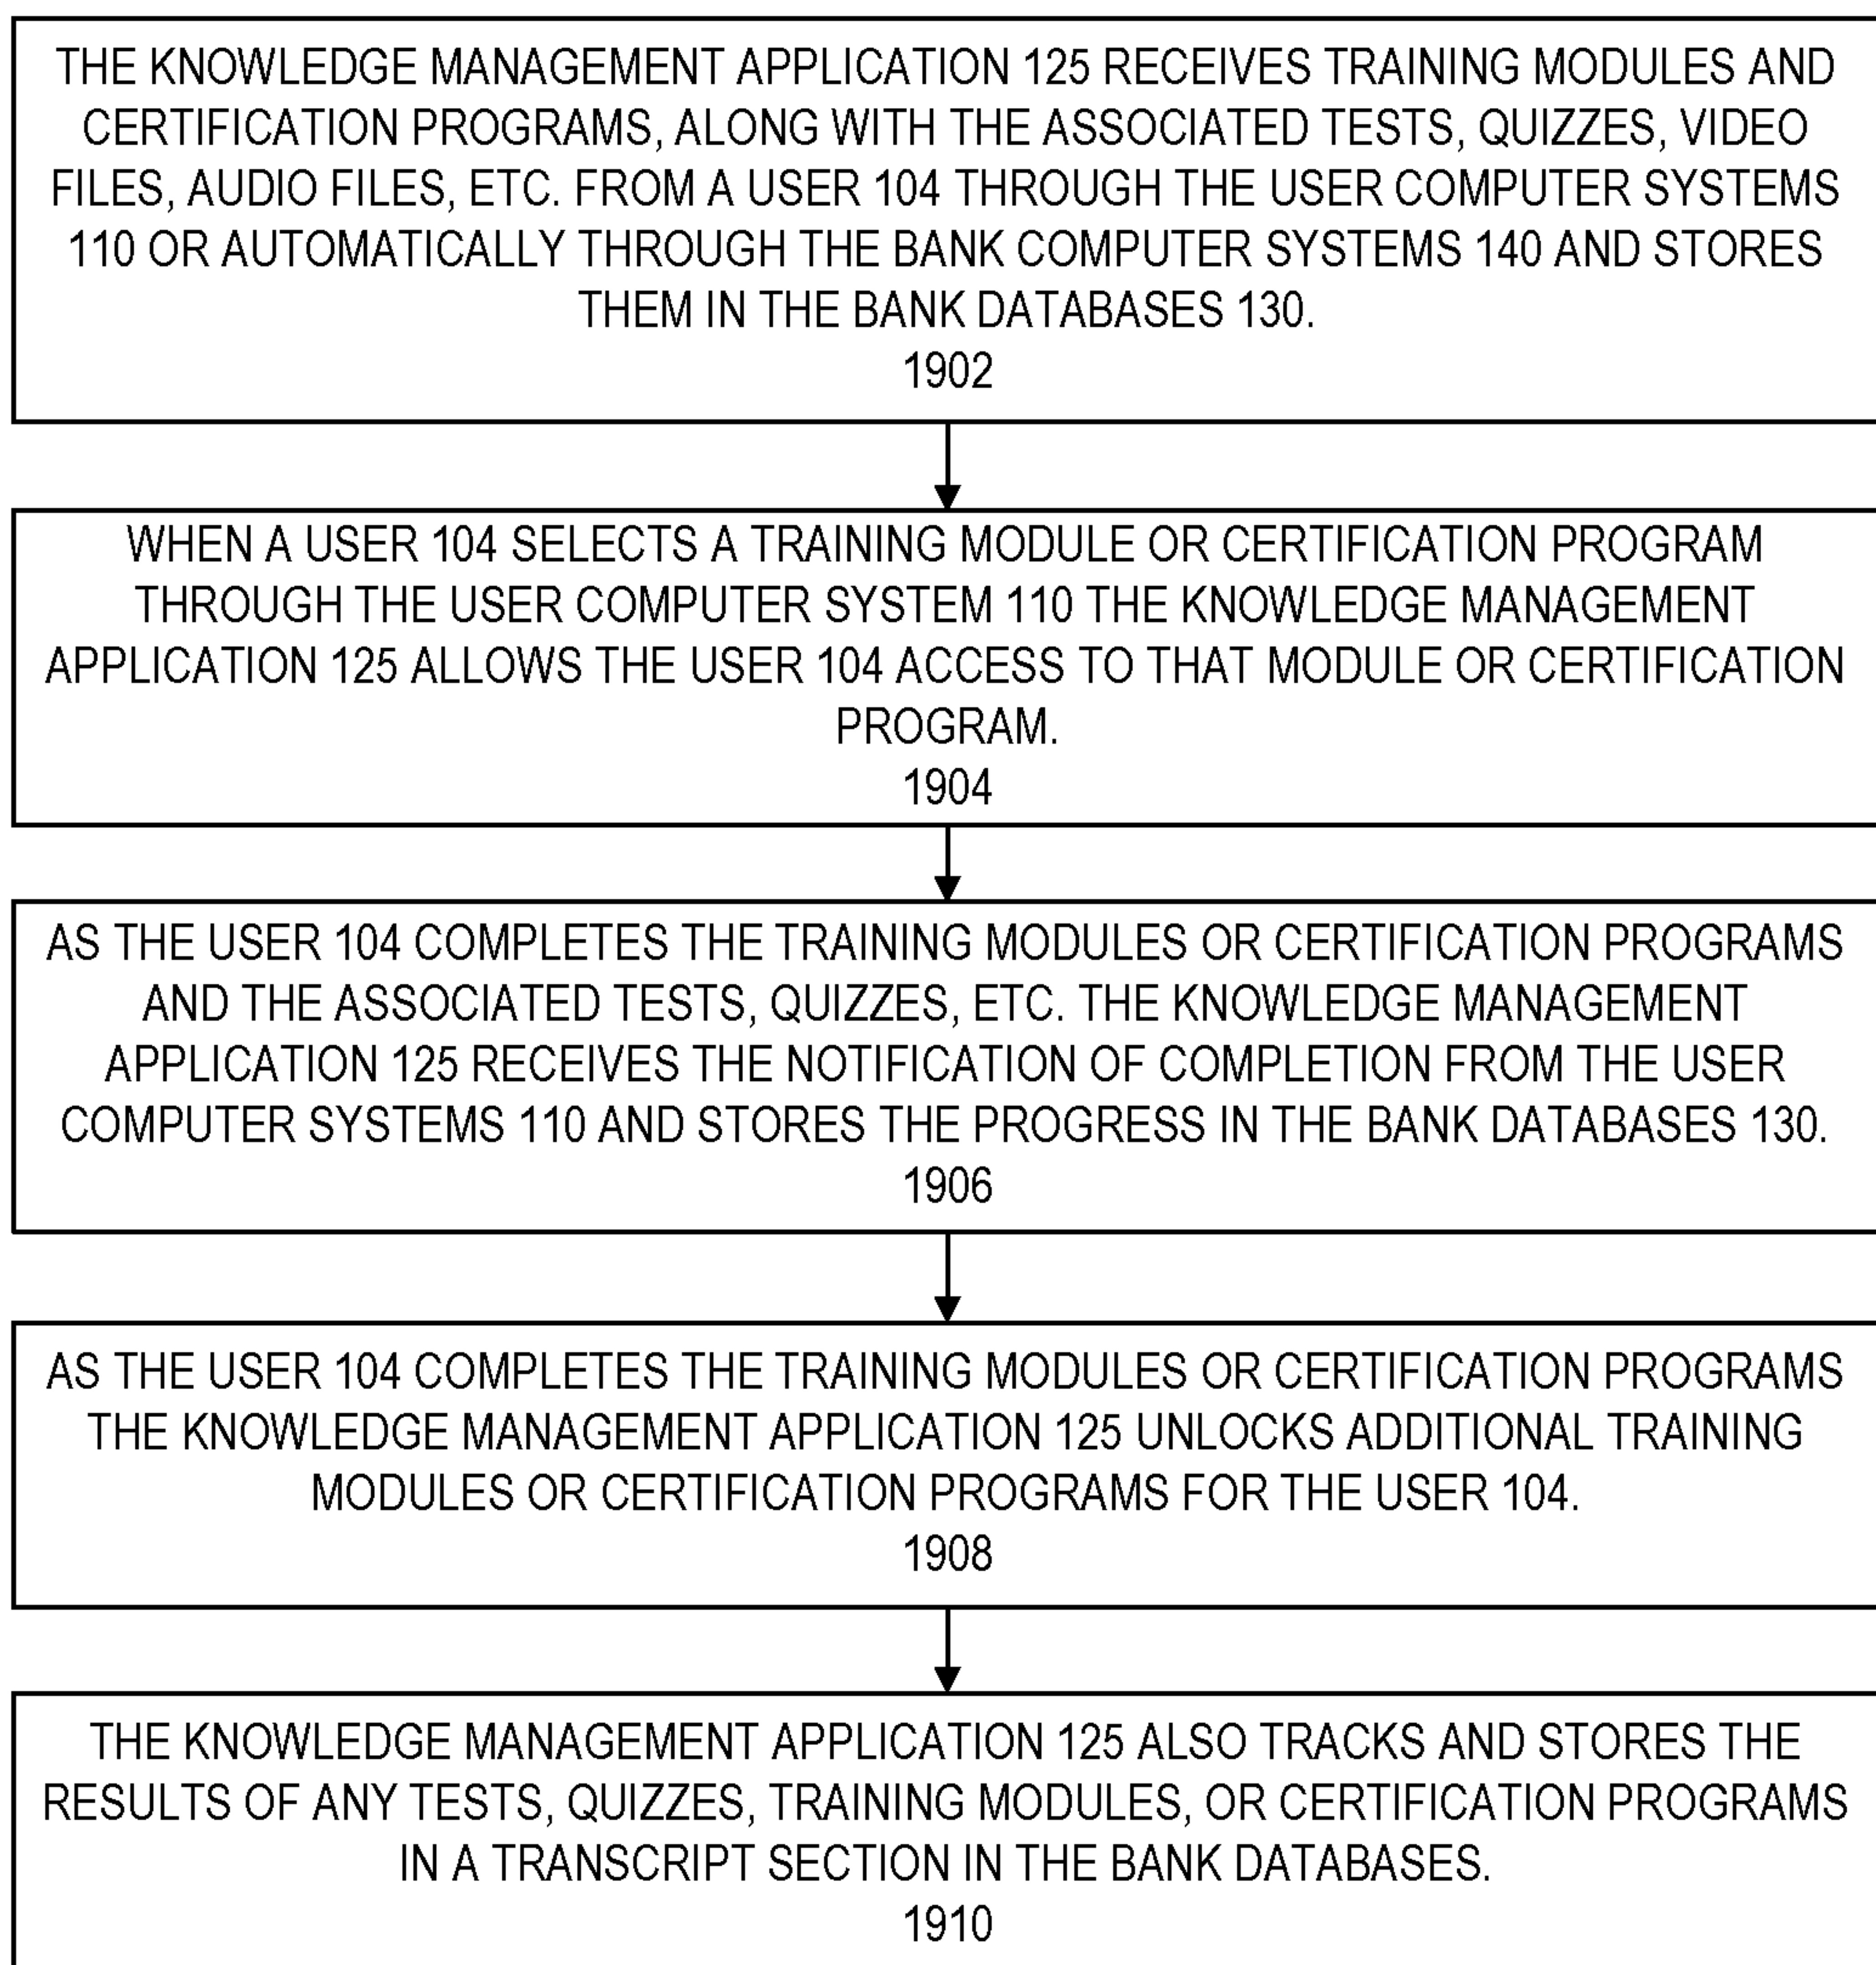 THE KNOWLEDGE MANAGEMENT APPLICATION 125 RECEIVES TRAINING MODULES AND
CERTIFICATION PROGRAMS, ALONG WITH THE ASSOCIATED TESTS, QUIZZES, VIDEO
FILES, AUDIO FILES, ETC. FROM A USER 104 THROUGH THE USER COMPUTER SYSTEMS
110 OR AUTOMATICALLY THROUGH THE BANK COMPUTER SYSTEMS 140 AND STORES
THEM IN THE BANK DATABASES 130.
1902
WHEN A USER 104 SELECTS A TRAINING MODULE OR CERTIFICATION PROGRAM
THROUGH THE USER COMPUTER SYSTEM 110 THE KNOWLEDGE MANAGEMENT
APPLICATION 125 ALLOWS THE USER 104 ACCESS TO THAT MODULE OR CERTIFICATION
PROGRAM.
1904
AS THE USER 104 COMPLETES THE TRAINING MODULES OR CERTIFICATION PROGRAMS
AND THE ASSOCIATED TESTS, QUIZZES, ETC. THE KNOWLEDGE MANAGEMENT
APPLICATION 125 RECEIVES THE NOTIFICATION OF COMPLETION FROM THE USER
COMPUTER SYSTEMS 110 AND STORES THE PROGRESS IN THE BANK DATABASES 130.
1906
AS THE USER 104 COMPLETES THE TRAINING MODULES OR CERTIFICATION PROGRAMS
THE KNOWLEDGE MANAGEMENT APPLICATION 125 UNLOCKS ADDITIONAL TRAINING
MODULES OR CERTIFICATION PROGRAMS FOR THE USER 104.
1908
THE KNOWLEDGE MANAGEMENT APPLICATION 125 ALSO TRACKS AND STORES THE
RESULTS OF ANY TESTS, QUIZZES, TRAINING MODULES, OR CERTIFICATION PROGRAMS
IN A TRANSCRIPT SECTION IN THE BANK DATABASES.
1910